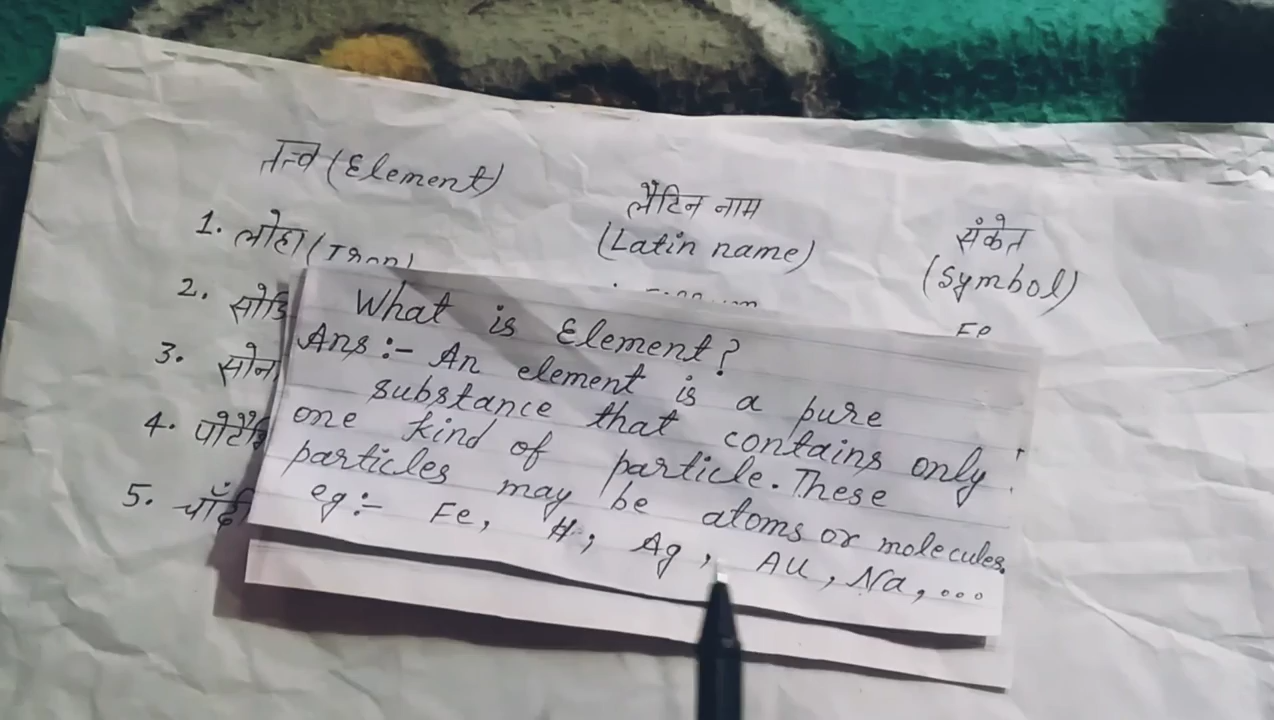 तत्व (Element)
लैटिन नाम
(Latin name)
संकेत
(Symbol)
1. लोहा (Iron)
Fe
2.
3.
4.
5.
What is Element?
Ans :- An element is a pure
substance that contains only
one kind of particle. These
particles may be atoms or molecules.
eg :- Fe, H, Ag, Au, Na, ...